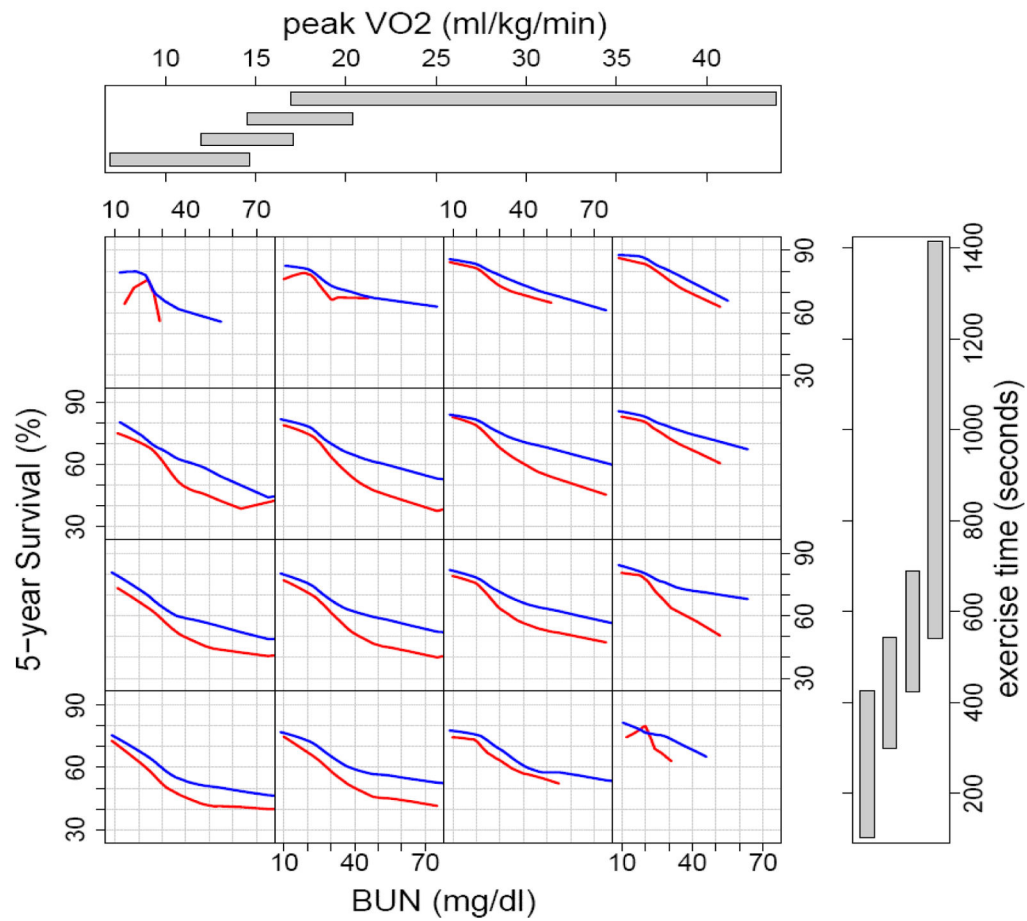 peak VO2 (ml/kg/min)
10 15 20 25 30 35 40
10 40 70 10 40 70
90
60
30
90
60
30
90
60
30
90
60
30
5−year Survival (%)
10 40 70 10 40 70
BUN (mg/dl)
1400
1200
1000
800
600
400
200
exercise time (seconds)